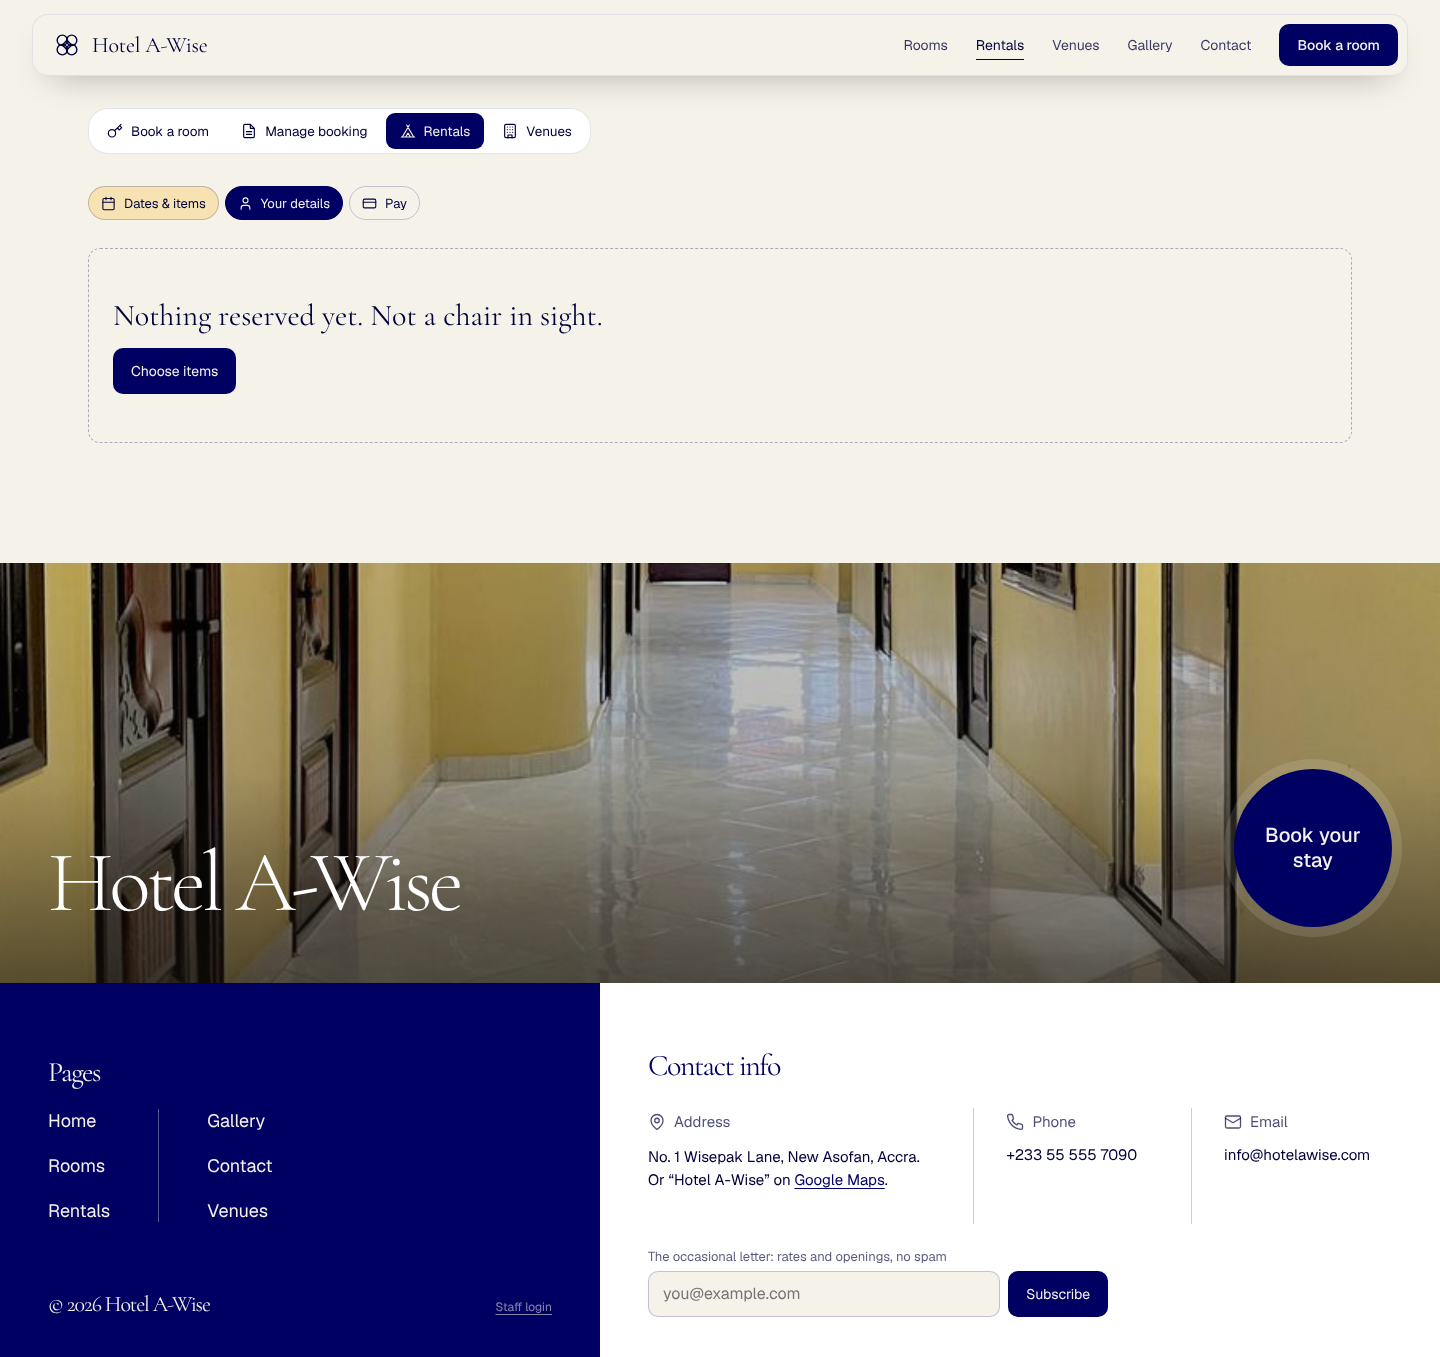 Hotel A-Wise
Rooms
Rentals
Venues
Gallery
Contact
Book a room
Book a room
Manage booking
Rentals
Venues
Dates & items
Your details
Pay
Nothing reserved yet. Not a chair in sight.
Choose items
Hotel A-Wise
Book your
stay
Pages
Home
Rooms
Rentals
Gallery
Contact
Venues
© 2026 Hotel A-Wise
Staff login
Contact info
Address
No. 1 Wisepak Lane, New Asofan, Accra.
Or “Hotel A-Wise” on Google Maps.
Phone
+233 55 555 7090
Email
info@hotelawise.com
The occasional letter: rates and openings, no spam
you@example.com
Subscribe